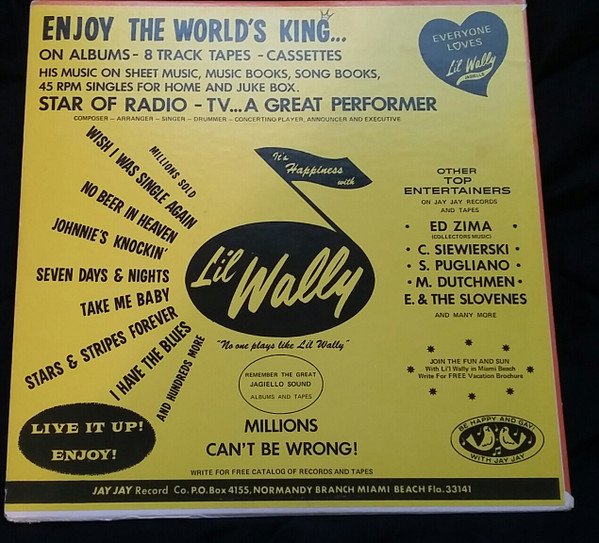 ENJOY THE WORLD'S KING...
ON ALBUMS - 8 TRACK TAPES - CASSETTES
HIS MUSIC ON SHEET MUSIC, MUSIC BOOKS, SONG BOOKS,
45 RPM SINGLES FOR HOME AND JUKE BOX.
STAR OF RADIO - TV... A GREAT PERFORMER
COMPOSER - ARRANGER - SINGER - DRUMMER - CONCERTINA PLAYER, ANNOUNCER AND EXECUTIVE
EVERYONE
LOVES
Lil Wally
JAGIELLO
MILLIONS SOLD
WISH I WAS SINGLE AGAIN
NO BEER IN HEAVEN
JOHNNIE'S KNOCKIN'
SEVEN DAYS & NIGHTS
TAKE ME BABY
STARS & STRIPES FOREVER
I HAVE THE BLUES
AND HUNDREDS MORE
It's
Happiness
with
Lil
Wally
"No one plays like Lil Wally"
REMEMBER THE GREAT
JAGIELLO SOUND
ALBUMS AND TAPES
MILLIONS
CAN'T BE WRONG!
WRITE FOR FREE CATALOG OF RECORDS AND TAPES
OTHER
TOP
ENTERTAINERS
ON JAY JAY RECORDS
AND TAPES
• ED ZIMA •
(COLLECTORS MUSIC)
• C. SIEWIERSKI •
• S. PUGLIANO •
• M. DUTCHMEN •
E. & THE SLOVENES
AND MANY MORE
JOIN THE FUN AND SUN
With Li'l Wally in Miami Beach
Write For FREE Vacation Brochure
LIVE IT UP!
ENJOY!
BE HAPPY AND GAY!
WITH JAY JAY
JAY JAY Record Co. P.O. Box 4155, NORMANDY BRANCH MIAMI BEACH Fla. 33141